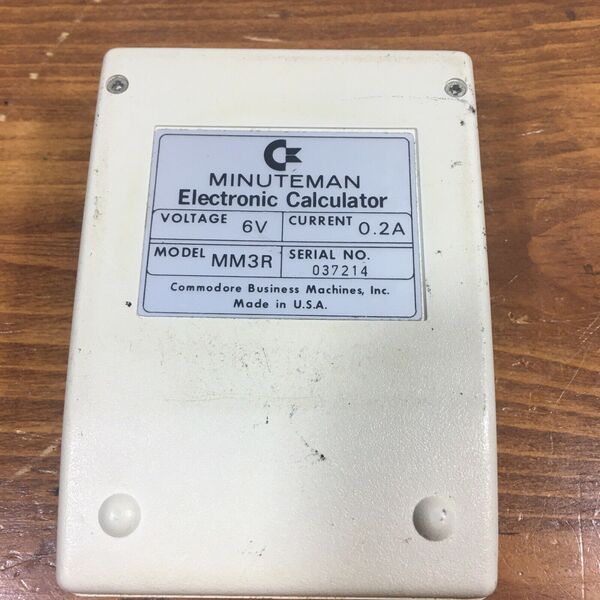 MINUTEMAN
Electronic Calculator
VOLTAGE 6V CURRENT 0.2A
MODEL MM3R SERIAL NO. 037214
Commodore Business Machines, Inc.
Made in U.S.A.